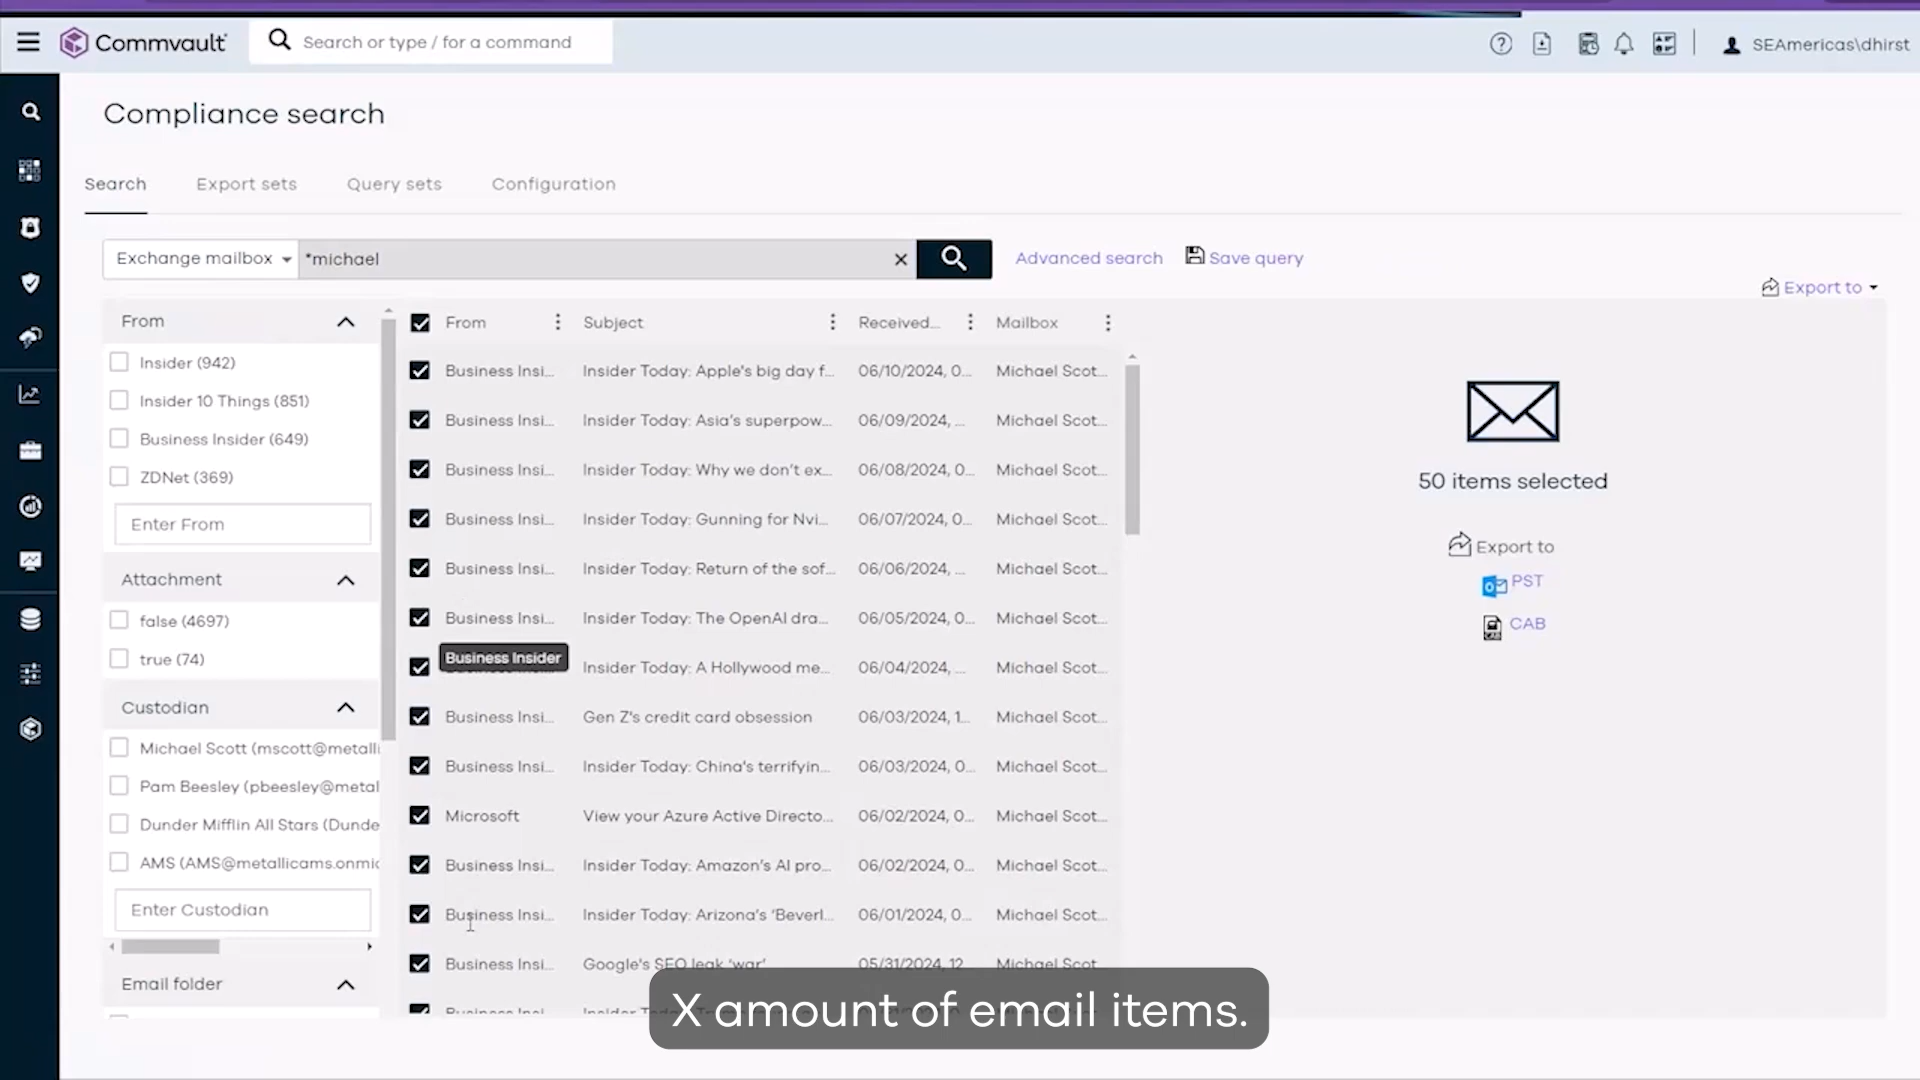 Commvault
Search or type / for a command
SEAmericas\dhirst
Compliance search
Search
Export sets
Query sets
Configuration
Exchange mailbox
*michael
Advanced search
Save query
Export to
From
Insider (942)
Insider 10 Things (851)
Business Insider (649)
ZDNet (369)
Enter From
Attachment
false (4697)
true (74)
Custodian
Michael Scott (mscott@metalli
Pam Beesley (pbeesley@metal
Dunder Mifflin All Stars (Dunde
AMS (AMS@metallicams.onmic
Enter Custodian
Email folder
From Subject Received... Mailbox
Business Insi... Insider Today: Apple's big day f... 06/10/2024, 0... Michael Scot...
Business Insi... Insider Today: Asia's superpow... 06/09/2024, ... Michael Scot...
Business Insi... Insider Today: Why we don't ex... 06/08/2024, 0... Michael Scot...
Business Insi... Insider Today: Gunning for Nvi... 06/07/2024, 0... Michael Scot...
Business Insi... Insider Today: Return of the sof... 06/06/2024, ... Michael Scot...
Business Insi... Insider Today: The OpenAI dra... 06/05/2024, 0... Michael Scot...
Business Insider
Insider Today: A Hollywood me... 06/04/2024, ... Michael Scot...
Business Insi... Gen Z's credit card obsession 06/03/2024, 1... Michael Scot...
Business Insi... Insider Today: China's terrifyin... 06/03/2024, 0... Michael Scot...
Microsoft View your Azure Active Directo... 06/02/2024, 0... Michael Scot...
Business Insi... Insider Today: Amazon's AI pro... 06/02/2024, 0... Michael Scot...
Business Insi... Insider Today: Arizona's 'Beverl... 06/01/2024, 0... Michael Scot...
Business Insi... Google's SEO leak 'war' 05/31/2024, 12 Michael Scot
50 items selected
Export to
PST
CAB
X amount of email items.